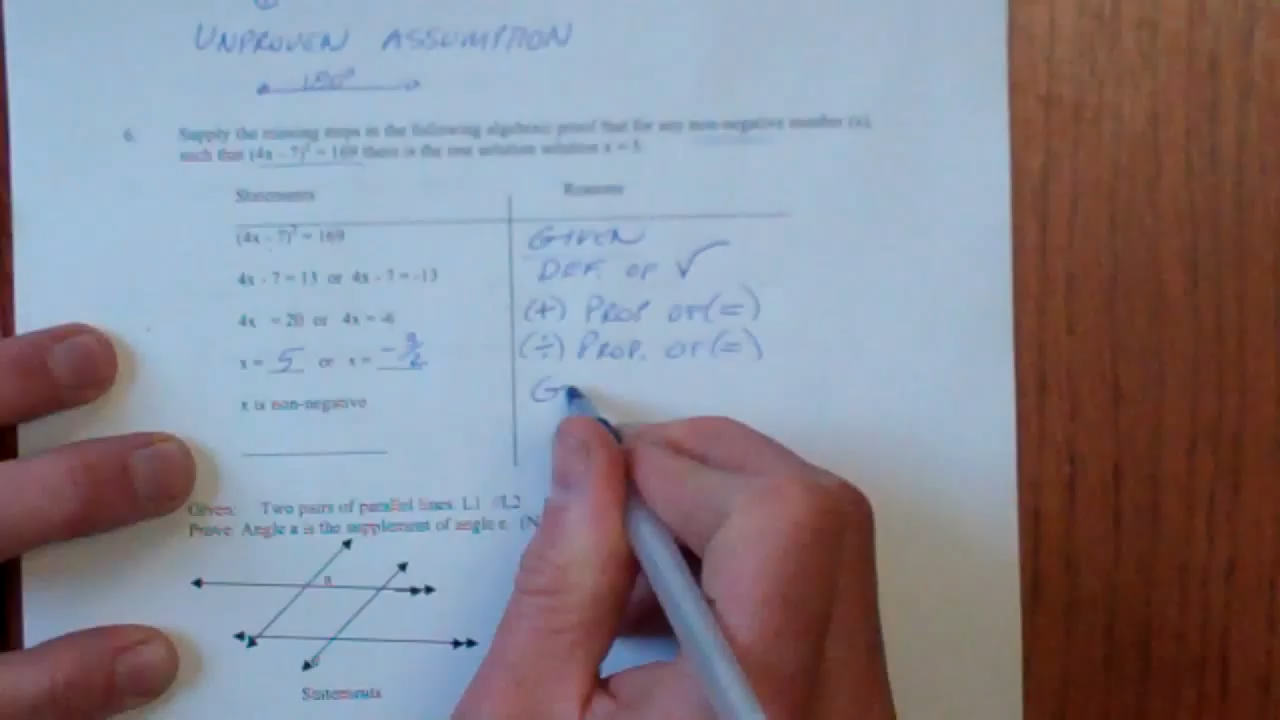 UNPROVEN ASSUMPTION
180°
6. Supply the missing steps in the following algebraic proof that for any non-negative number (x),
such that (4x - 7)² = 169 there is the one solution solution x = 5.
Statements Reasons
(4x - 7)² = 169 GIVEN
4x - 7 = 13 or 4x - 7 = -13 DEF. OF √
4x = 20 or 4x = -6 (+) PROP OF (=)
x = 5 or x = -3/2 (÷) PROP. OF (=)
x is non-negative G
Given: Two pairs of parallel lines. L1 //L2
Prove: Angle a is the supplement of angle e. (N
a
Statements